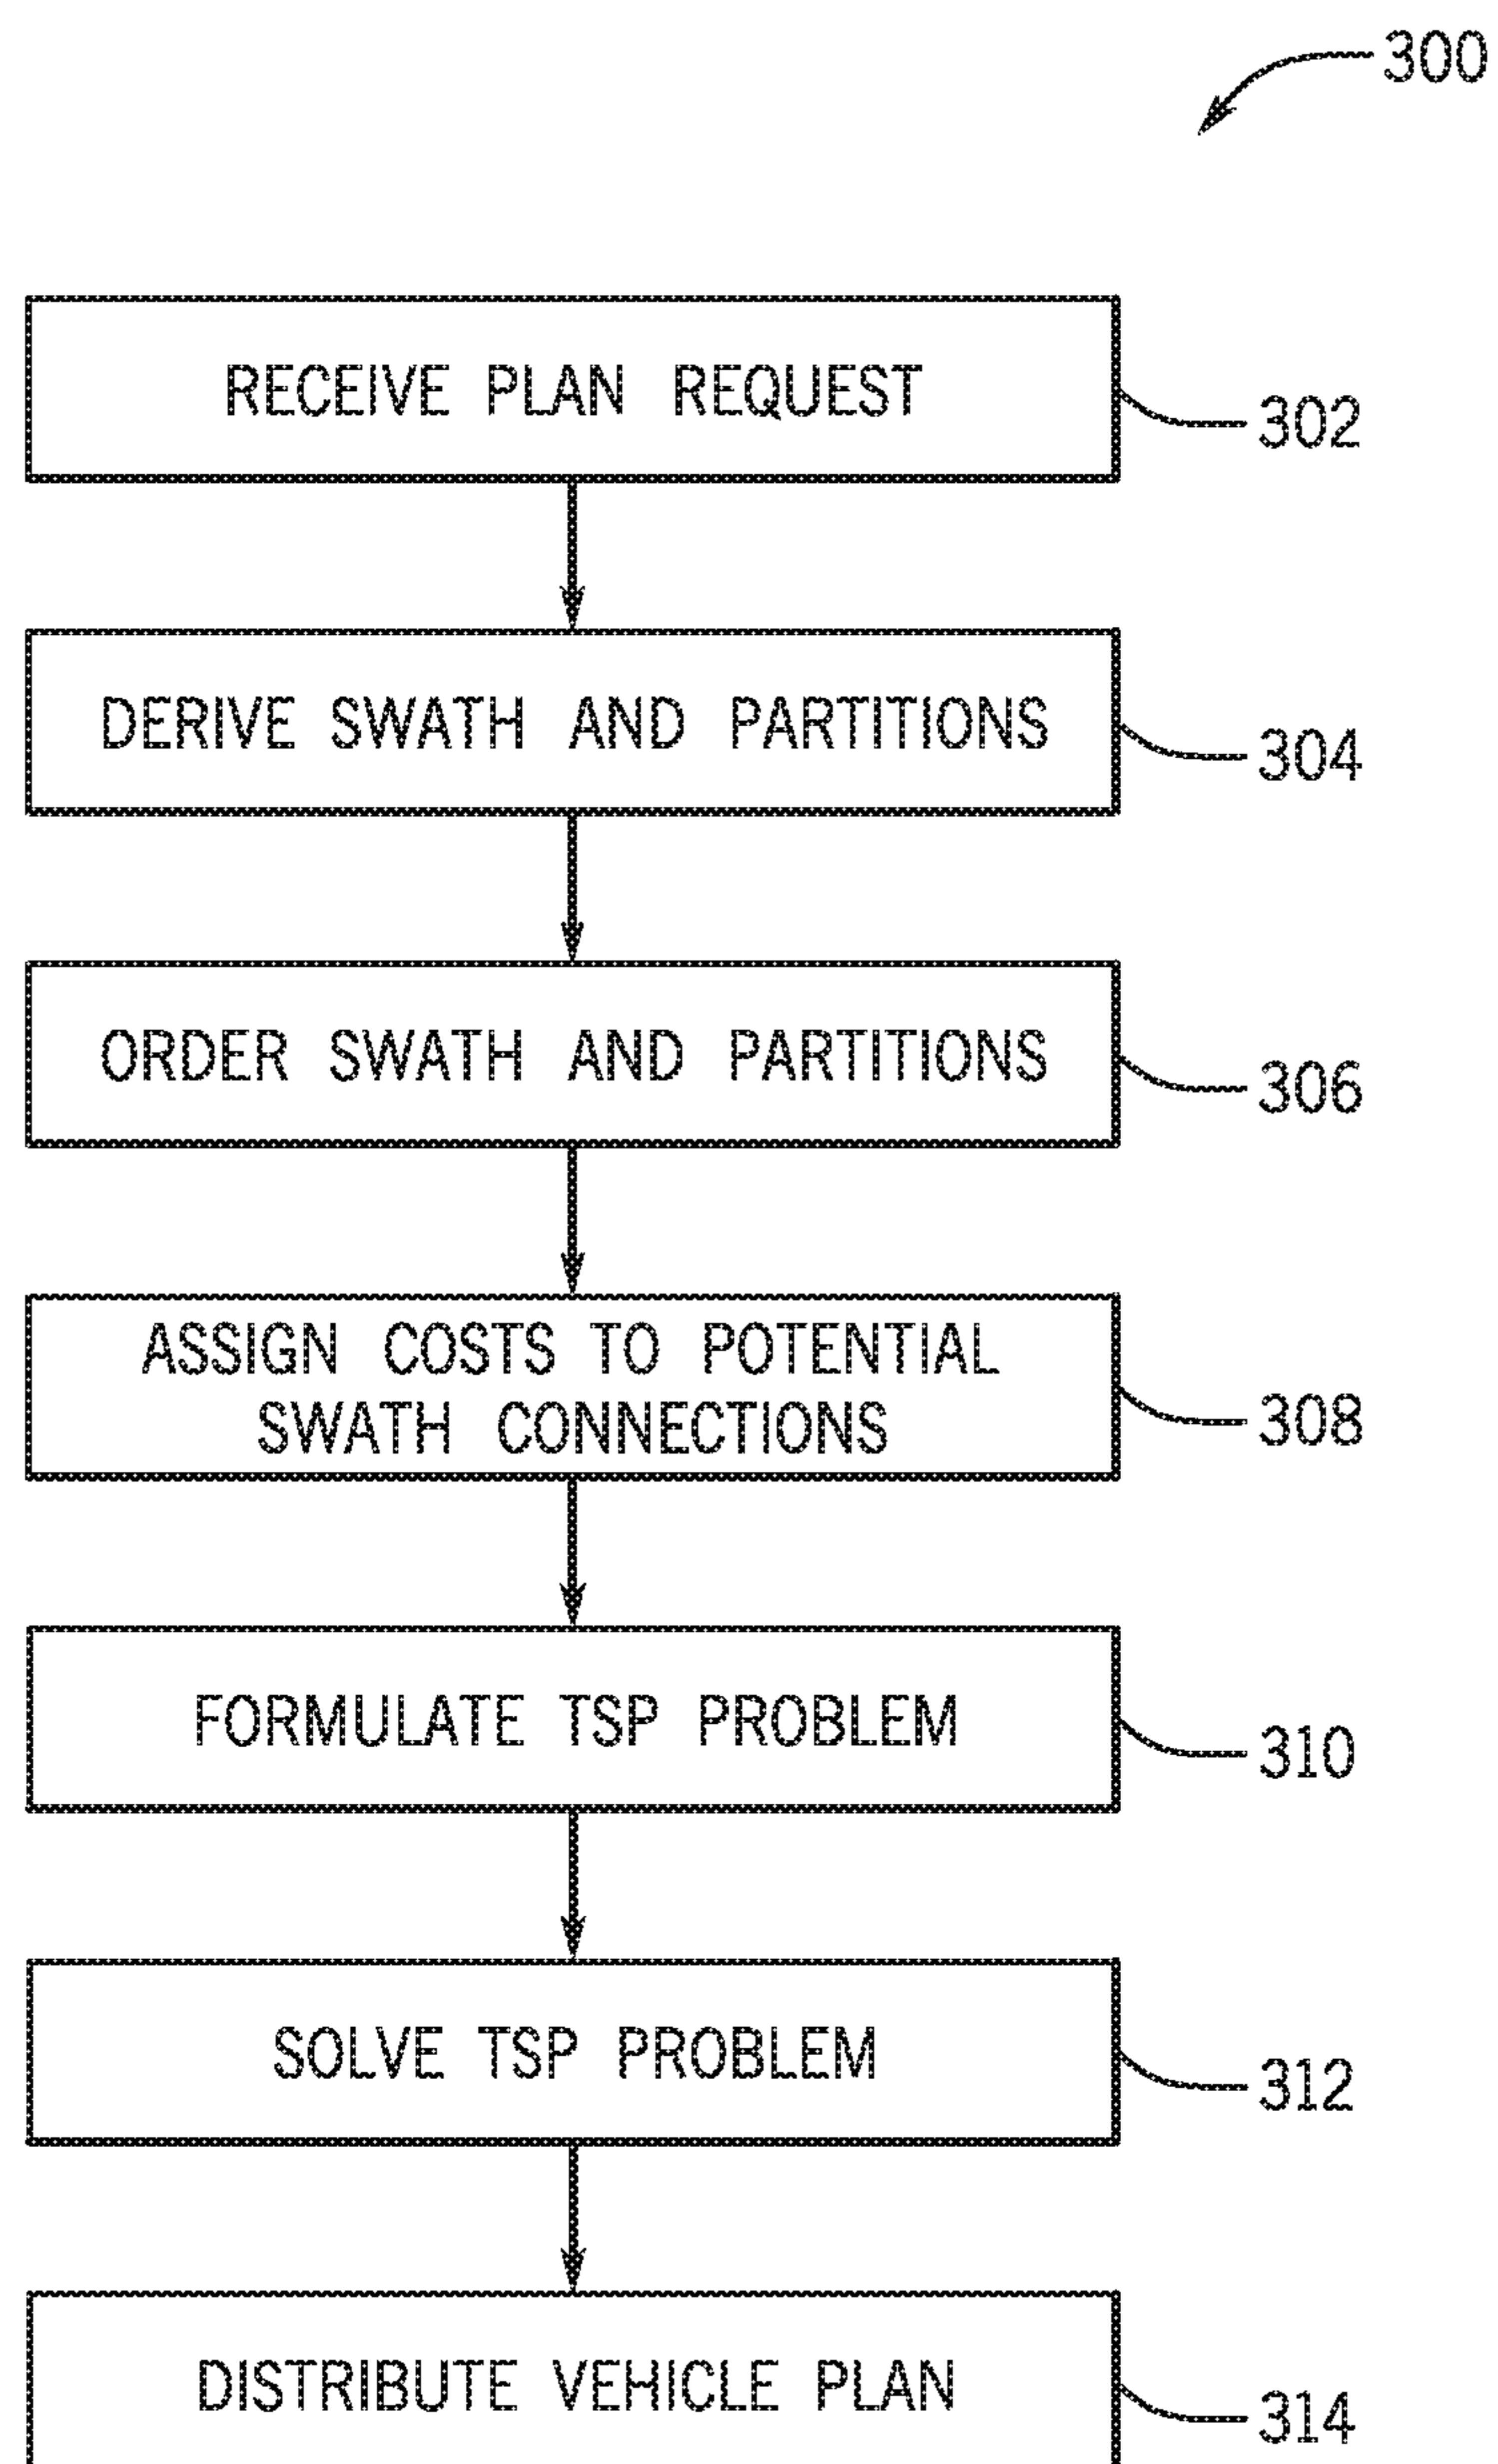 300
RECEIVE PLAN REQUEST
302
DERIVE SWATH AND PARTITIONS
304
ORDER SWATH AND PARTITIONS
306
ASSIGN COSTS TO POTENTIAL
SWATH CONNECTIONS
308
FORMULATE TSP PROBLEM
310
SOLVE TSP PROBLEM
312
DISTRIBUTE VEHICLE PLAN
314